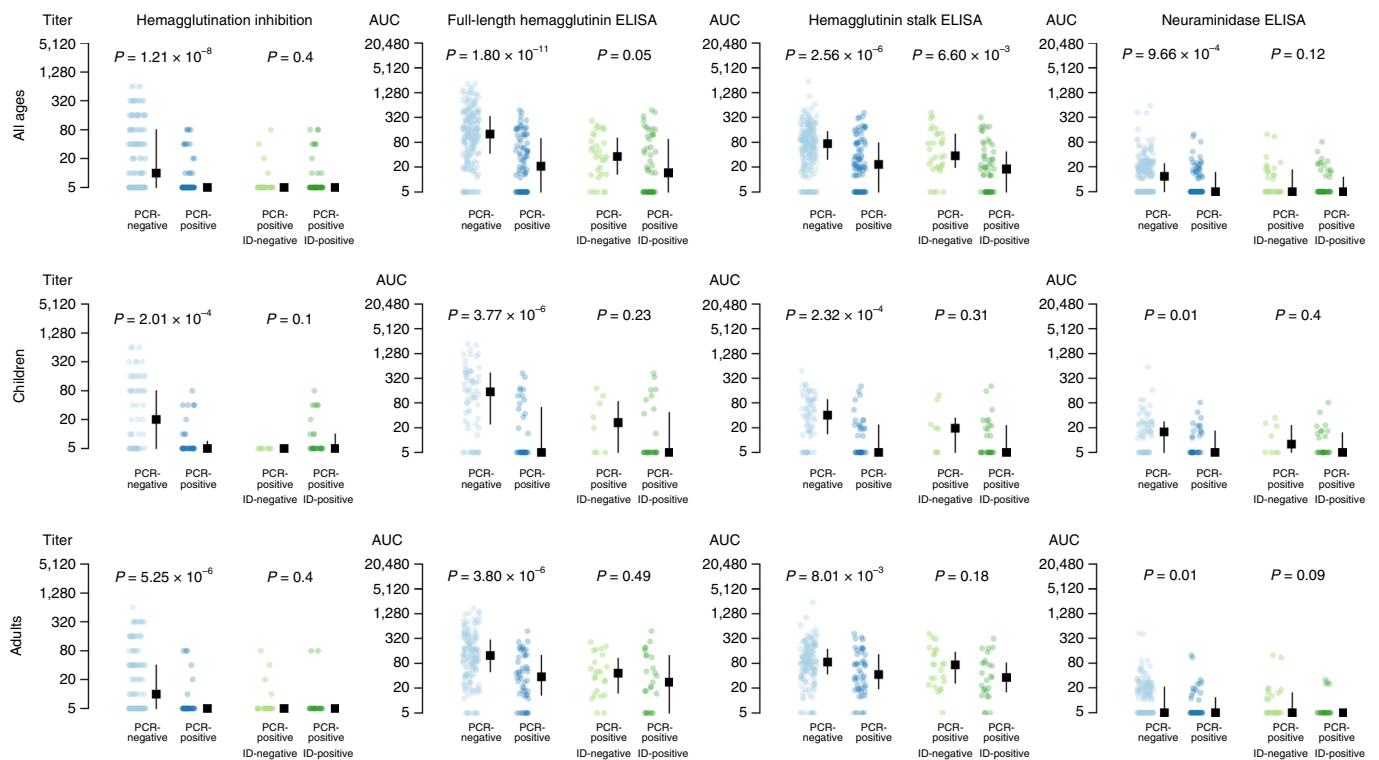 Titer Hemagglutination inhibition AUC Full-length hemagglutinin ELISA AUC Hemagglutinin stalk ELISA AUC Neuraminidase ELISA
All ages
5,120
1,280
320
80
20
5
P = 1.21 × 10⁻⁸ P = 0.4
PCR-negative PCR-positive PCR-positive PCR-positive
ID-negative ID-positive
20,480
5,120
1,280
320
80
20
5
P = 1.80 × 10⁻¹¹ P = 0.05
PCR-negative PCR-positive PCR-positive PCR-positive
ID-negative ID-positive
20,480
5,120
1,280
320
80
20
5
P = 2.56 × 10⁻⁶ P = 6.60 × 10⁻³
PCR-negative PCR-positive PCR-positive PCR-positive
ID-negative ID-positive
20,480
5,120
1,280
320
80
20
5
P = 9.66 × 10⁻⁴ P = 0.12
PCR-negative PCR-positive PCR-positive PCR-positive
ID-negative ID-positive
Titer AUC AUC AUC
Children
5,120
1,280
320
80
20
5
P = 2.01 × 10⁻⁴ P = 0.1
PCR-negative PCR-positive PCR-positive PCR-positive
ID-negative ID-positive
20,480
5,120
1,280
320
80
20
5
P = 3.77 × 10⁻⁶ P = 0.23
PCR-negative PCR-positive PCR-positive PCR-positive
ID-negative ID-positive
20,480
5,120
1,280
320
80
20
5
P = 2.32 × 10⁻⁴ P = 0.31
PCR-negative PCR-positive PCR-positive PCR-positive
ID-negative ID-positive
20,480
5,120
1,280
320
80
20
5
P = 0.01 P = 0.4
PCR-negative PCR-positive PCR-positive PCR-positive
ID-negative ID-positive
Titer AUC AUC AUC
Adults
5,120
1,280
320
80
20
5
P = 5.25 × 10⁻⁶ P = 0.4
PCR-negative PCR-positive PCR-positive PCR-positive
ID-negative ID-positive
20,480
5,120
1,280
320
80
20
5
P = 3.80 × 10⁻⁶ P = 0.49
PCR-negative PCR-positive PCR-positive PCR-positive
ID-negative ID-positive
20,480
5,120
1,280
320
80
20
5
P = 8.01 × 10⁻³ P = 0.18
PCR-negative PCR-positive PCR-positive PCR-positive
ID-negative ID-positive
20,480
5,120
1,280
320
80
20
5
P = 0.01 P = 0.09
PCR-negative PCR-positive PCR-positive PCR-positive
ID-negative ID-positive